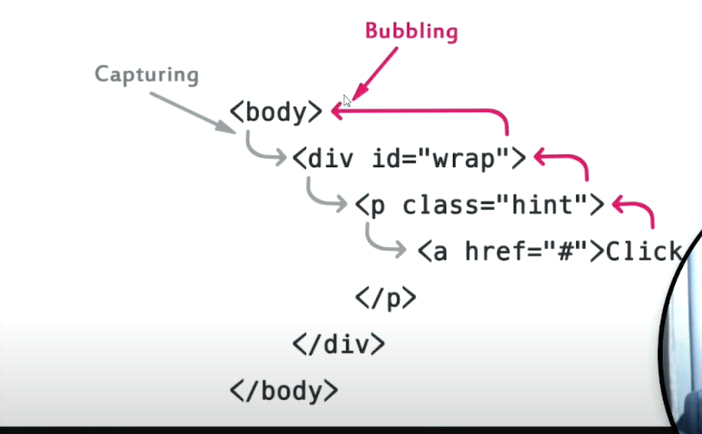 Bubbling
Capturing
<body>
<div id="wrap">
<p class="hint">
<a href="#">Click
</p>
</div>
</body>